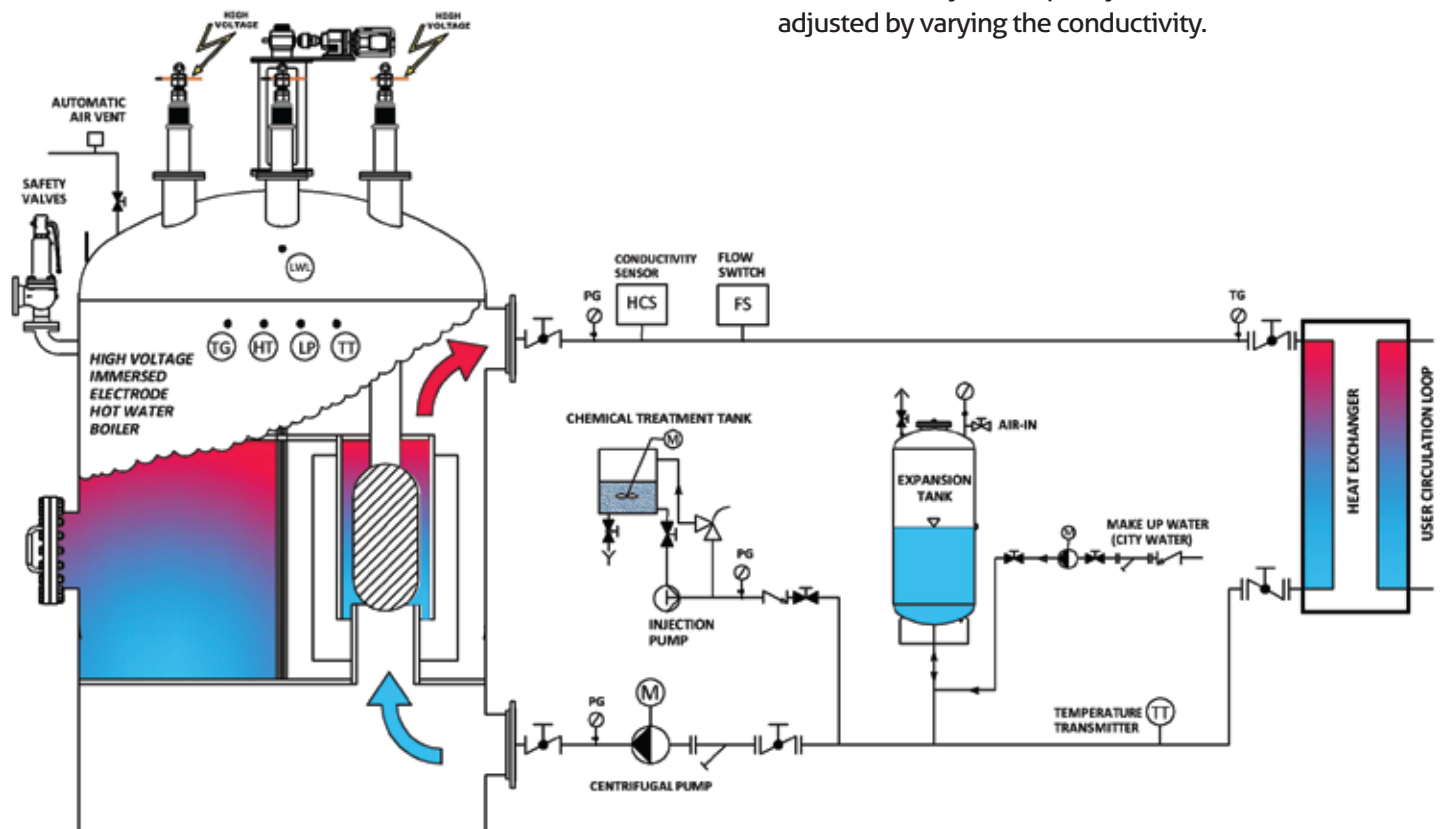 adjusted by varying the conductivity.
HIGH
VOLTAGE
HIGH
VOLTAGE
AUTOMATIC
AIR VENT
SAFETY
VALVES
LWL
TG
HT
LP
TT
HIGH VOLTAGE
IMMERSED
ELECTRODE
HOT WATER
BOILER
PG
CONDUCTIVITY
SENSOR
HCS
FLOW
SWITCH
FS
TG
CHEMICAL TREATMENT TANK
M
PG
INJECTION
PUMP
AIR-IN
EXPANSION
TANK
MAKE UP WATER
(CITY WATER)
M
HEAT EXCHANGER
USER CIRCULATION LOOP
PG
M
CENTRIFUGAL PUMP
TEMPERATURE
TRANSMITTER
TT